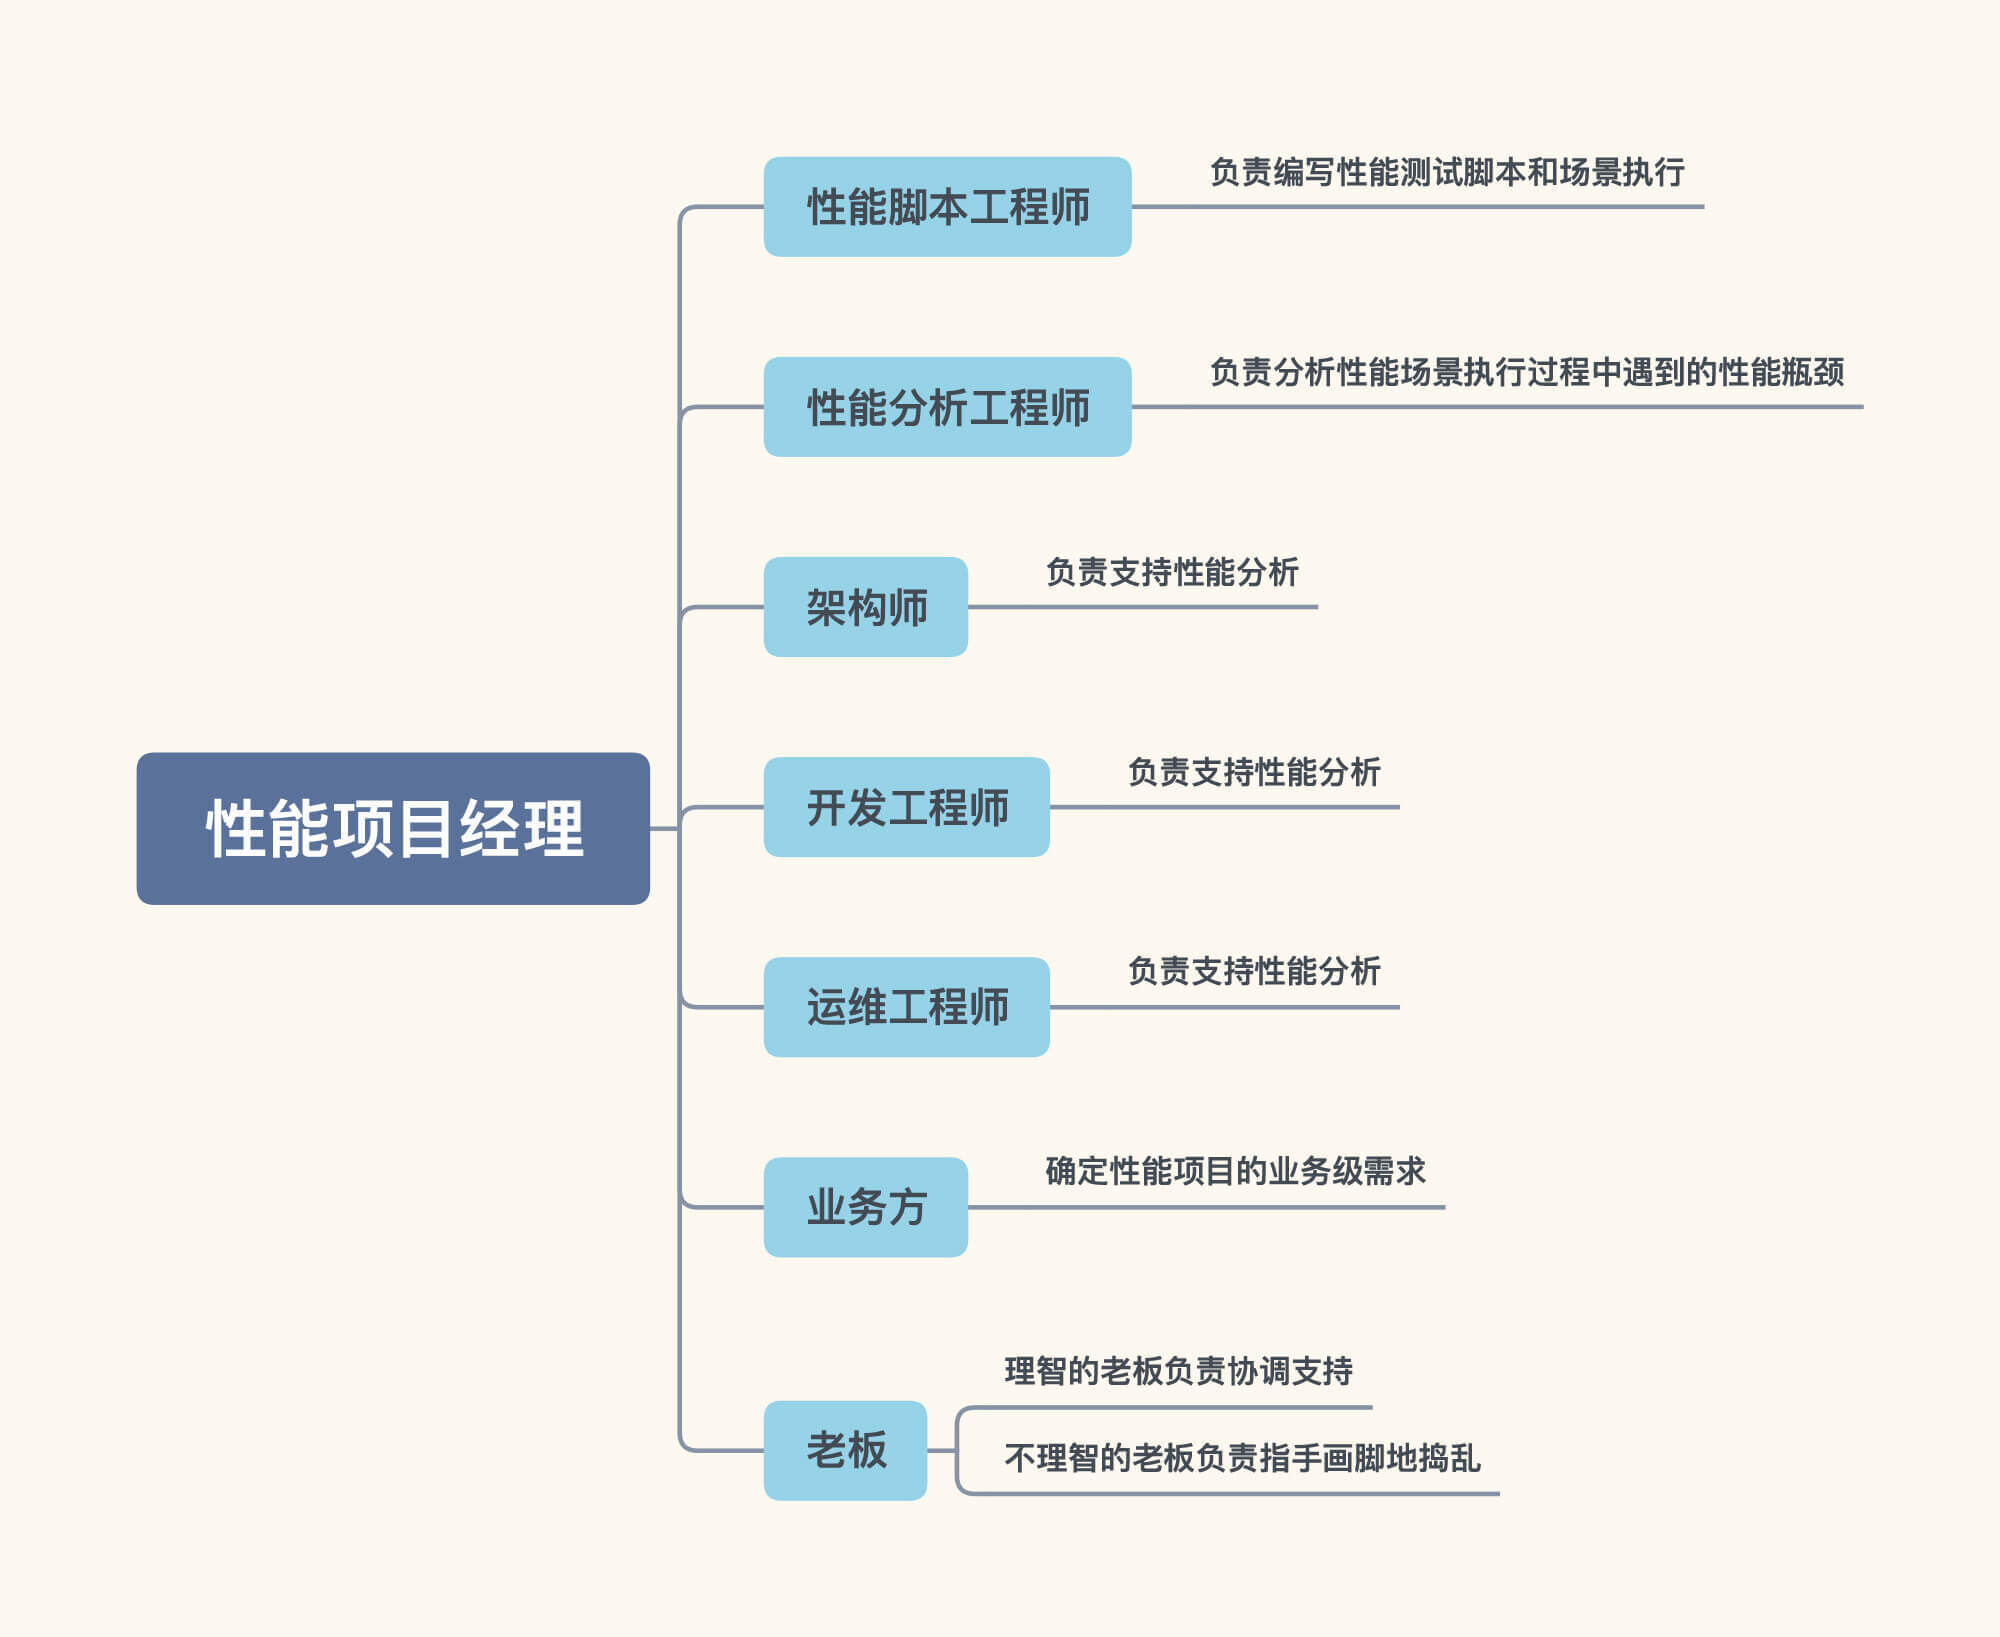 性能项目经理
性能脚本工程师
负责编写性能测试脚本和场景执行
性能分析工程师
负责分析性能场景执行过程中遇到的性能瓶颈
架构师
负责支持性能分析
开发工程师
负责支持性能分析
运维工程师
负责支持性能分析
业务方
确定性能项目的业务级需求
老板
理智的老板负责协调支持
不理智的老板负责指手画脚地捣乱